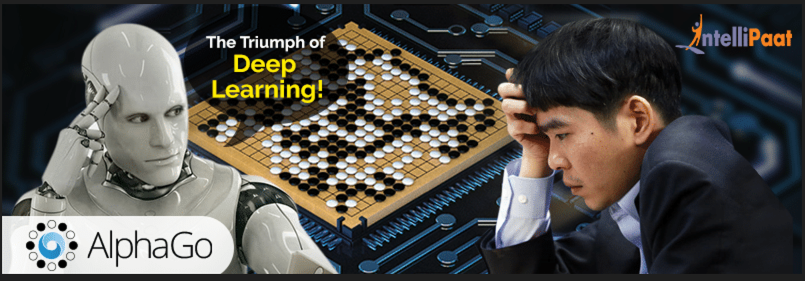 The Triumph of
Deep
Learning!
IntelliPaat
AlphaGo